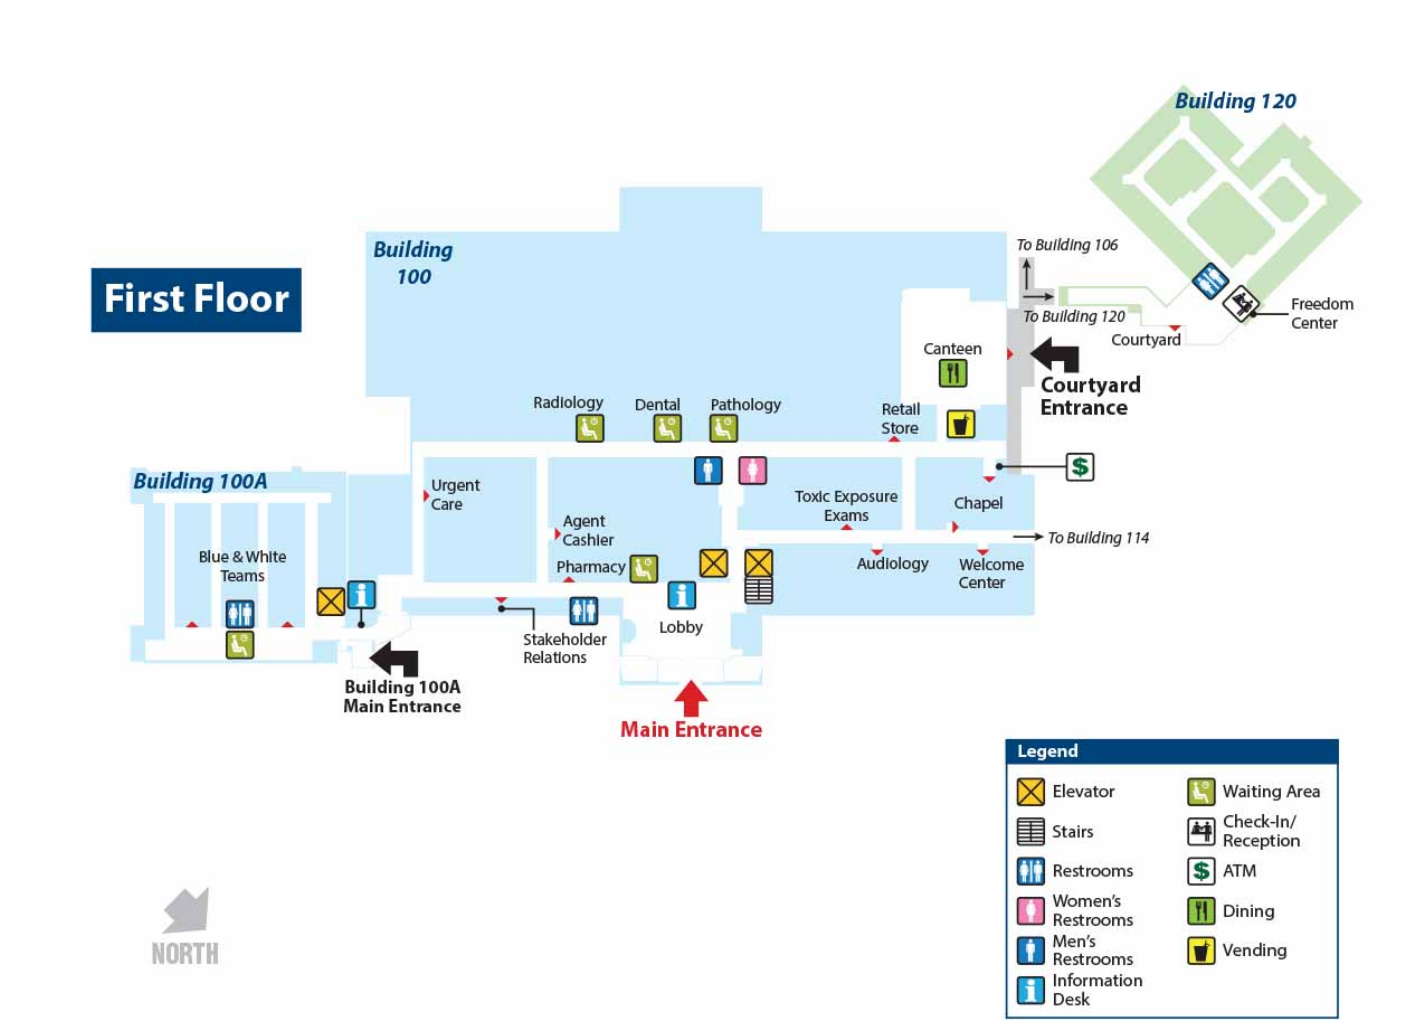 Building 120
To Building 106
Building
100
First Floor
Freedom
Center
To Building 120
Courtyard
Canteen
Courtyard
Entrance
Radiology
Dental
Pathology
Retail
Store
Building 100A
Urgent
Care
$
Toxic Exposure
Exams
Chapel
Agent
Cashier
To Building 114
Blue & White
Teams
Pharmacy
Audiology
Welcome
Center
i
i
Lobby
Stakeholder
Relations
Building 100A
Main Entrance
Main Entrance
Legend
Elevator
Waiting Area
Stairs
Check-In/
Reception
Restrooms
$ ATM
Women's
Restrooms
Dining
Men's
Restrooms
Vending
i Information
Desk
NORTH